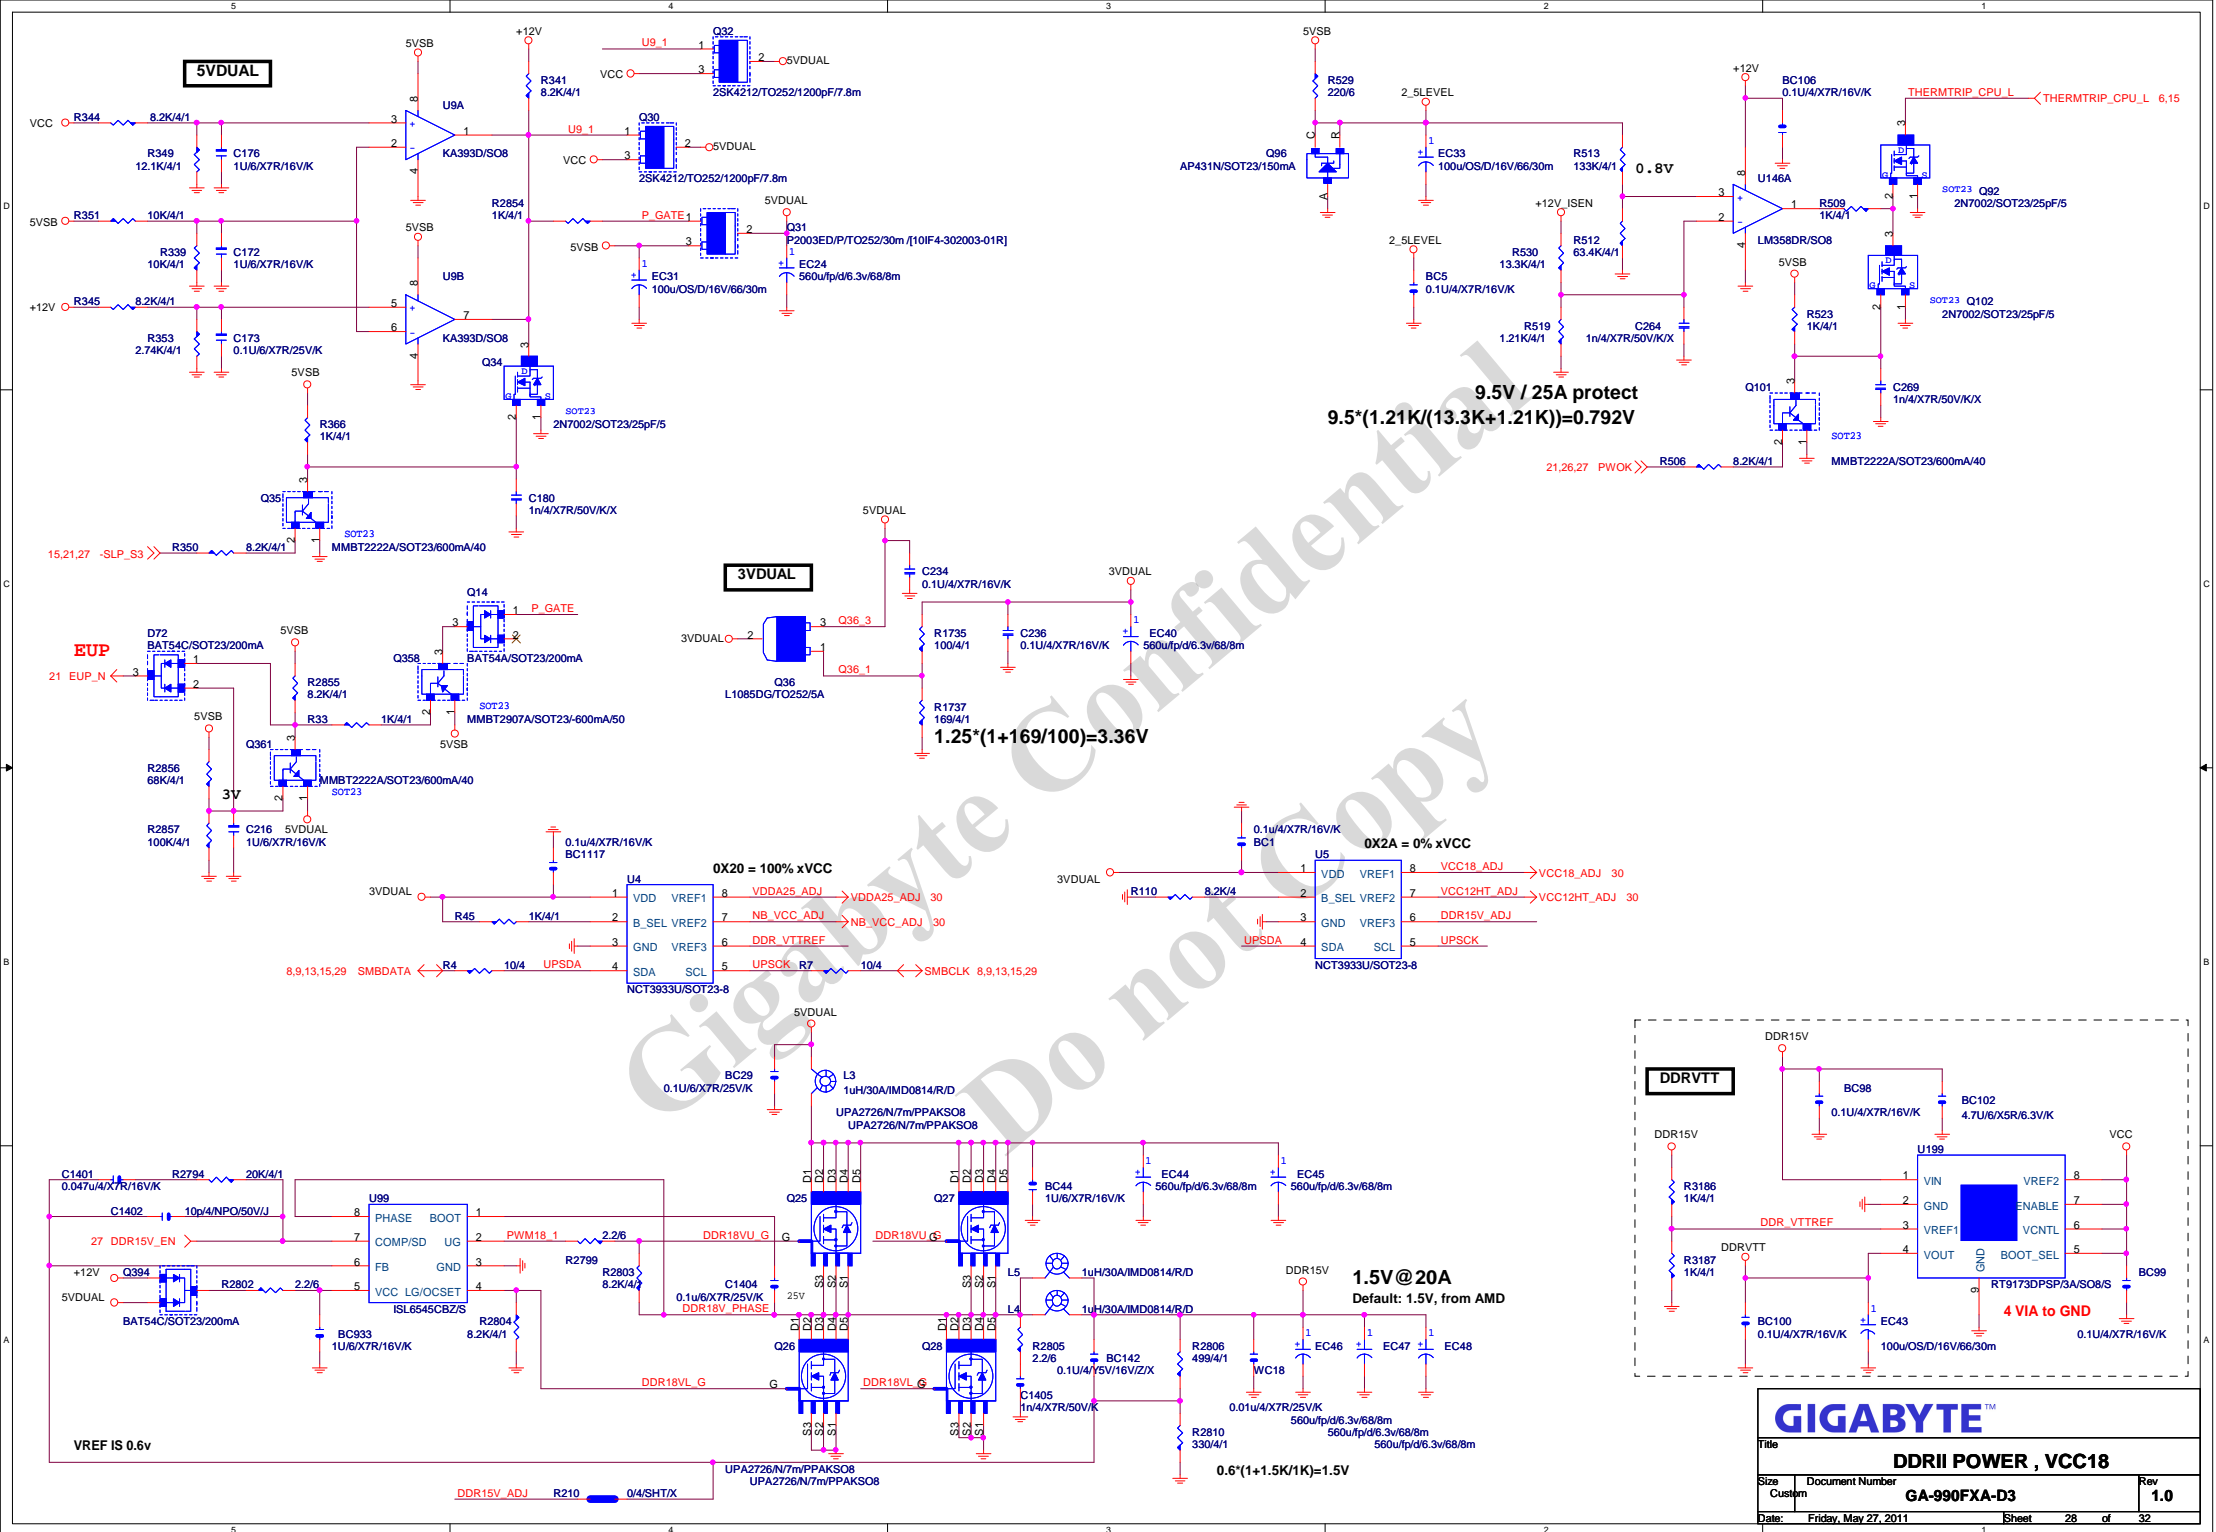 5VDUAL
5VSB
+12V
VCC R344 8.2K/4/1
U9A
KA393D/SO8
R341
8.2K/4/1
R349
12.1K/4/1
C176
1U/6/X7R/16V/K
5VSB R351 10K/4/1
R339
10K/4/1
C172
1U/6/X7R/16V/K
5VSB
U9B
KA393D/SO8
+12V R345 8.2K/4/1
R353
2.74K/4/1
C173
0.1U/6/X7R/25V/K
U9_1
VCC
Q32
5VDUAL
2SK4212/TO252/1200pF/7.8m
U9_1
VCC
Q30
5VDUAL
2SK4212/TO252/1200pF/7.8m
R2854
1K/4/1
P_GATE
5VSB
5VDUAL
Q31
P2003ED/P/TO252/30m /[10IF4-302003-01R]
EC31
100u/OS/D/16V/66/30m
EC24
560u/fp/d/6.3v/68/8m
Q34
SOT23
2N7002/SOT23/25pF/5
5VSB
R366
1K/4/1
Q35
SOT23
MMBT2222A/SOT23/600mA/40
C180
1n/4/X7R/50V/K/X
15,21,27 -SLP_S3 R350 8.2K/4/1
5VSB
R529
220/6
2_5LEVEL
Q96
AP431N/SOT23/150mA
EC33
100u/OS/D/16V/66/30m
R513
133K/4/1
0.8V
+12V
BC106
0.1U/4/X7R/16V/K
THERMTRIP_CPU_L
THERMTRIP_CPU_L 6,15
U146A
LM358DR/SO8
R509
1K/4/1
SOT23 Q92
2N7002/SOT23/25pF/5
+12V_ISEN
2_5LEVEL
BC5
0.1U/4/X7R/16V/K
R530
13.3K/4/1
R512
63.4K/4/1
R519
1.21K/4/1
C264
1n/4/X7R/50V/K/X
5VSB
R523
1K/4/1
SOT23 Q102
2N7002/SOT23/25pF/5
9.5V / 25A protect
9.5*(1.21K/(13.3K+1.21K))=0.792V
Q101
SOT23
MMBT2222A/SOT23/600mA/40
C269
1n/4/X7R/50V/K/X
21,26,27 PWOK R506 8.2K/4/1
EUP
21 EUP_N
D72
BAT54C/SOT23/200mA
5VSB
R2855
8.2K/4/1
R33 1K/4/1
Q14
P_GATE
BAT54A/SOT23/200mA
Q358
SOT23
MMBT2907A/SOT23/-600mA/50
5VSB
5VSB
R2856
68K/4/1
3V
Q361
MMBT2222A/SOT23/600mA/40
SOT23
5VDUAL
R2857
100K/4/1
C216
1U/6/X7R/16V/K
3VDUAL
5VDUAL
C234
0.1U/4/X7R/16V/K
3VDUAL
Q36_3
Q36_1
Q36
L1085DG/TO252/5A
R1735
100/4/1
C236
0.1U/4/X7R/16V/K
3VDUAL
EC40
560u/fp/d/6.3v/68/8m
R1737
169/4/1
1.25*(1+169/100)=3.36V
0.1u/4/X7R/16V/K
BC1117
0X20 = 100% xVCC
3VDUAL
R45 1K/4/1
U4
VDD VREF1
B_SEL VREF2
GND VREF3
SDA SCL
NCT3933U/SOT23-8
VDDA25_ADJ VDDA25_ADJ 30
NB_VCC_ADJ NB_VCC_ADJ 30
DDR_VTTREF
8,9,13,15,29 SMBDATA R4 10/4 UPSDA
UPSCK R7 10/4 SMBCLK 8,9,13,15,29
0.1u/4/X7R/16V/K
BC1
0X2A = 0% xVCC
3VDUAL
R110 8.2K/4
U5
VDD VREF1
B_SEL VREF2
GND VREF3
SDA SCL
NCT3933U/SOT23-8
VCC18_ADJ VCC18_ADJ 30
VCC12HT_ADJ VCC12HT_ADJ 30
DDR15V_ADJ
UPSDA
UPSCK
5VDUAL
BC29
0.1U/6/X7R/25V/K
L3
1uH/30A/IMD0814/R/D
UPA2726/N/7m/PPAKSO8
UPA2726/N/7m/PPAKSO8
C1401
0.047u/4/X7R/16V/K
R2794 20K/4/1
C1402 10p/4/NPO/50V/J
27 DDR15V_EN
+12V
5VDUAL
Q394
BAT54C/SOT23/200mA
R2802 2.2/6
BC933
1U/6/X7R/16V/K
U99
PHASE BOOT
COMP/SD UG
FB GND
VCC LG/OCSET
ISL6545CBZ/S
PWM18_1 2.2/6
R2799
R2803
8.2K/4/1
R2804
8.2K/4/1
C1404
0.1u/6/X7R/25V/K
25V
DDR18V_PHASE
DDR18VU_G
DDR18VU_G
DDR18VL_G
DDR18VL_G
Q25
Q27
Q26
Q28
BC44
1U/6/X7R/16V/K
EC44
560u/fp/d/6.3v/68/8m
EC45
560u/fp/d/6.3v/68/8m
L5 1uH/30A/IMD0814/R/D
L4 1uH/30A/IMD0814/R/D
DDR15V
1.5V@20A
Default: 1.5V, from AMD
R2805
2.2/6
BC142
0.1U/4/Y5V/16V/Z/X
C1405
1n/4/X7R/50V/K
R2806
499/4/1
R2810
330/4/1
WC18
0.01u/4/X7R/25V/K
EC46
EC47
EC48
560u/fp/d/6.3v/68/8m
560u/fp/d/6.3v/68/8m
560u/fp/d/6.3v/68/8m
0.6*(1+1.5K/1K)=1.5V
UPA2726/N/7m/PPAKSO8
UPA2726/N/7m/PPAKSO8
VREF IS 0.6v
DDR15V_ADJ R210 0/4/SHT/X
DDRVTT
DDR15V
BC98
0.1U/4/X7R/16V/K
BC102
4.7U/6/X5R/6.3V/K
DDR15V
R3186
1K/4/1
DDR_VTTREF
R3187
1K/4/1
DDRVTT
VCC
U199
VIN VREF2
GND ENABLE
VREF1 VCNTL
VOUT BOOT_SEL
GND
RT9173DPSP/3A/SO8/S
4 VIA to GND
BC100
0.1U/4/X7R/16V/K
EC43
100u/OS/D/16V/66/30m
BC99
0.1U/4/X7R/16V/K
Gigabyte Confidential
Do not Copy
GIGABYTE™
Title
DDRII POWER , VCC18
Size Document Number Rev
Custom GA-990FXA-D3 1.0
Date: Friday, May 27, 2011 Sheet 28 of 32